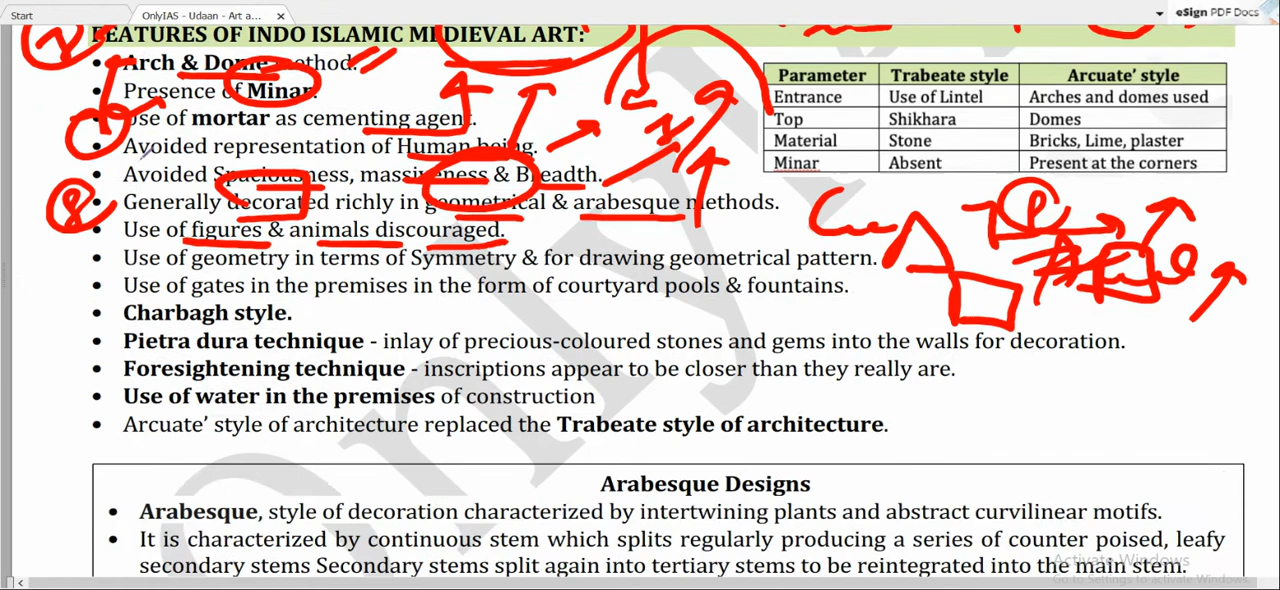 Start
OnlyIAS - Udaan - Art a...
eSign PDF Docs
FEATURES OF INDO ISLAMIC MEDIEVAL ART:
• Arch & Dome method.
• Presence of Minar.
• Use of mortar as cementing agent.
• Avoided representation of Human being.
• Avoided Spaciousness, massiveness & Breadth.
• Generally decorated richly in geometrical & arabesque methods.
• Use of figures & animals discouraged.
• Use of geometry in terms of Symmetry & for drawing geometrical pattern.
• Use of gates in the premises in the form of courtyard pools & fountains.
• Charbagh style.
• Pietra dura technique - inlay of precious-coloured stones and gems into the walls for decoration.
• Foresightening technique - inscriptions appear to be closer than they really are.
• Use of water in the premises of construction
• Arcuate’ style of architecture replaced the Trabeate style of architecture.
Parameter Trabeate style Arcuate’ style
Entrance Use of Lintel Arches and domes used
Top Shikhara Domes
Material Stone Bricks, Lime, plaster
Minar Absent Present at the corners
Arabesque Designs
• Arabesque, style of decoration characterized by intertwining plants and abstract curvilinear motifs.
• It is characterized by continuous stem which splits regularly producing a series of counter poised, leafy
secondary stems Secondary stems split again into tertiary stems to be reintegrated into the main stem.
Activate Windows
Go to Settings to activate Windows.